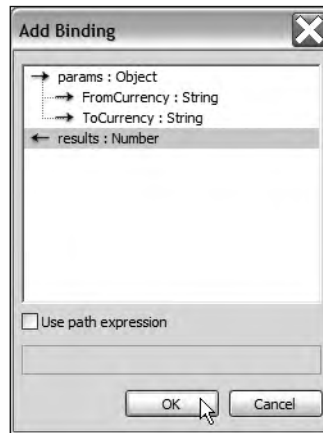 Add Binding
params : Object
FromCurrency : String
ToCurrency : String
results : Number
Use path expression
OK
Cancel